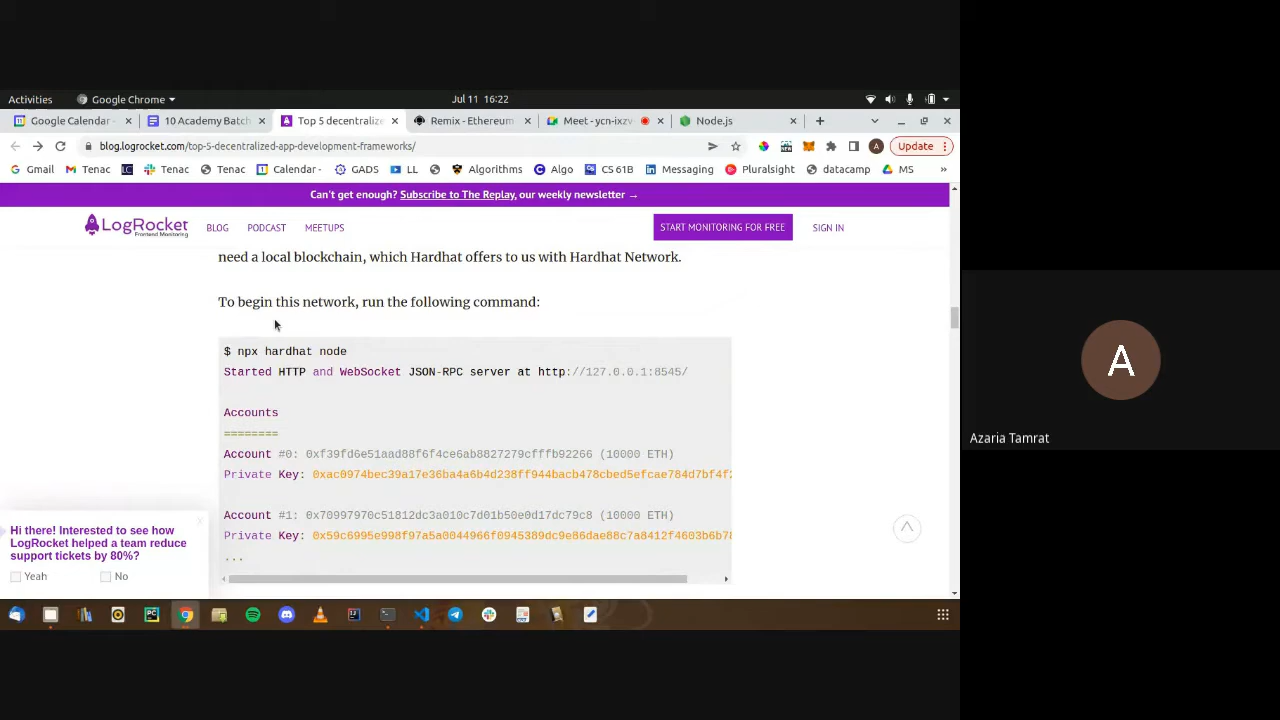 Activities
Google Chrome
Jul 11 16:22
Google Calendar -
10 Academy Batch
Top 5 decentralize
Remix - Ethereum
Meet - ycn-ixzv
Node.js
blog.logrocket.com/top-5-decentralized-app-development-frameworks/
Update
Gmail
Tenac
LC
Tenac
Tenac
Calendar -
GADS
LL
Algorithms
Algo
CS 61B
Messaging
Pluralsight
datacamp
MS
»
Can't get enough? Subscribe to The Replay, our weekly newsletter →
LogRocket
Frontend Monitoring
BLOG
PODCAST
MEETUPS
START MONITORING FOR FREE
SIGN IN
need a local blockchain, which Hardhat offers to us with Hardhat Network.
To begin this network, run the following command:
$ npx hardhat node
Started HTTP and WebSocket JSON-RPC server at http://127.0.0.1:8545/
Accounts
========
Account #0: 0xf39fd6e51aad88f6f4ce6ab8827279cfffb92266 (10000 ETH)
Private Key: 0xac0974bec39a17e36ba4a6b4d238ff944bacb478cbed5efcae784d7bf4f2
Account #1: 0x70997970c51812dc3a010c7d01b50e0d17dc79c8 (10000 ETH)
Private Key: 0x59c6995e998f97a5a0044966f0945389dc9e86dae88c7a8412f4603b6b78
...
Hi there! Interested to see how
LogRocket helped a team reduce
support tickets by 80%?
Yeah
No
A
Azaria Tamrat